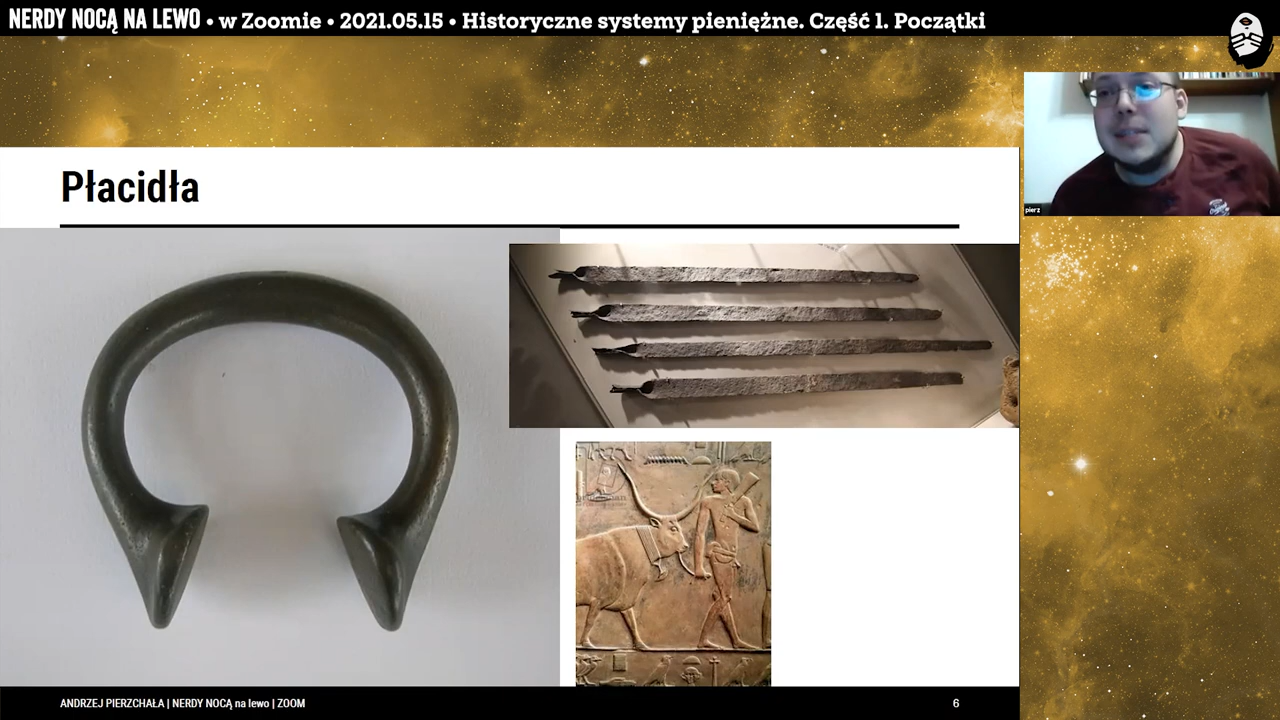 NERDY NOCĄ NA LEWO • w Zoomie • 2021.05.15 • Historyczne systemy pieniężne. Część 1. Początki
pierz
Płacidła
ANDRZEJ PIERZCHAŁA | NERDY NOCĄ na lewo | ZOOM
6